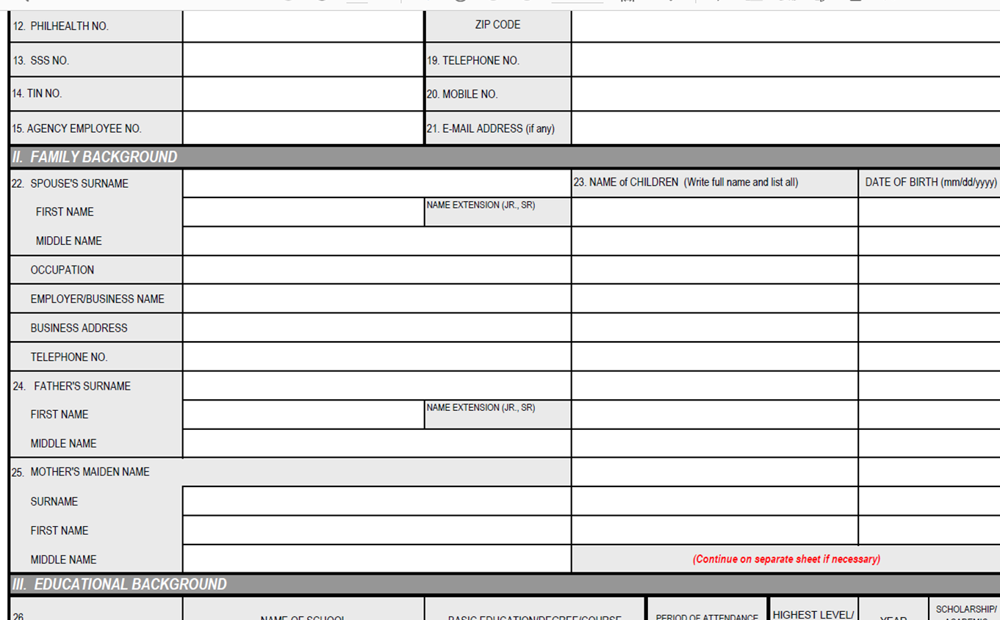 12. PHILHEALTH NO.
ZIP CODE
13. SSS NO.
19. TELEPHONE NO.
14. TIN NO.
20. MOBILE NO.
15. AGENCY EMPLOYEE NO.
21. E-MAIL ADDRESS (if any)
II. FAMILY BACKGROUND
22. SPOUSE'S SURNAME
23. NAME of CHILDREN (Write full name and list all)
DATE OF BIRTH (mm/dd/yyyy)
FIRST NAME
NAME EXTENSION (JR., SR)
MIDDLE NAME
OCCUPATION
EMPLOYER/BUSINESS NAME
BUSINESS ADDRESS
TELEPHONE NO.
24. FATHER'S SURNAME
FIRST NAME
NAME EXTENSION (JR., SR)
MIDDLE NAME
25. MOTHER'S MAIDEN NAME
SURNAME
FIRST NAME
MIDDLE NAME
(Continue on separate sheet if necessary)
III. EDUCATIONAL BACKGROUND
26
NAME OF SCHOOL
BASIC EDUCATION/DEGREE/COURSE
PERIOD OF ATTENDANCE
HIGHEST LEVEL/
YEAR
SCHOLARSHIP/
ACADEMIC